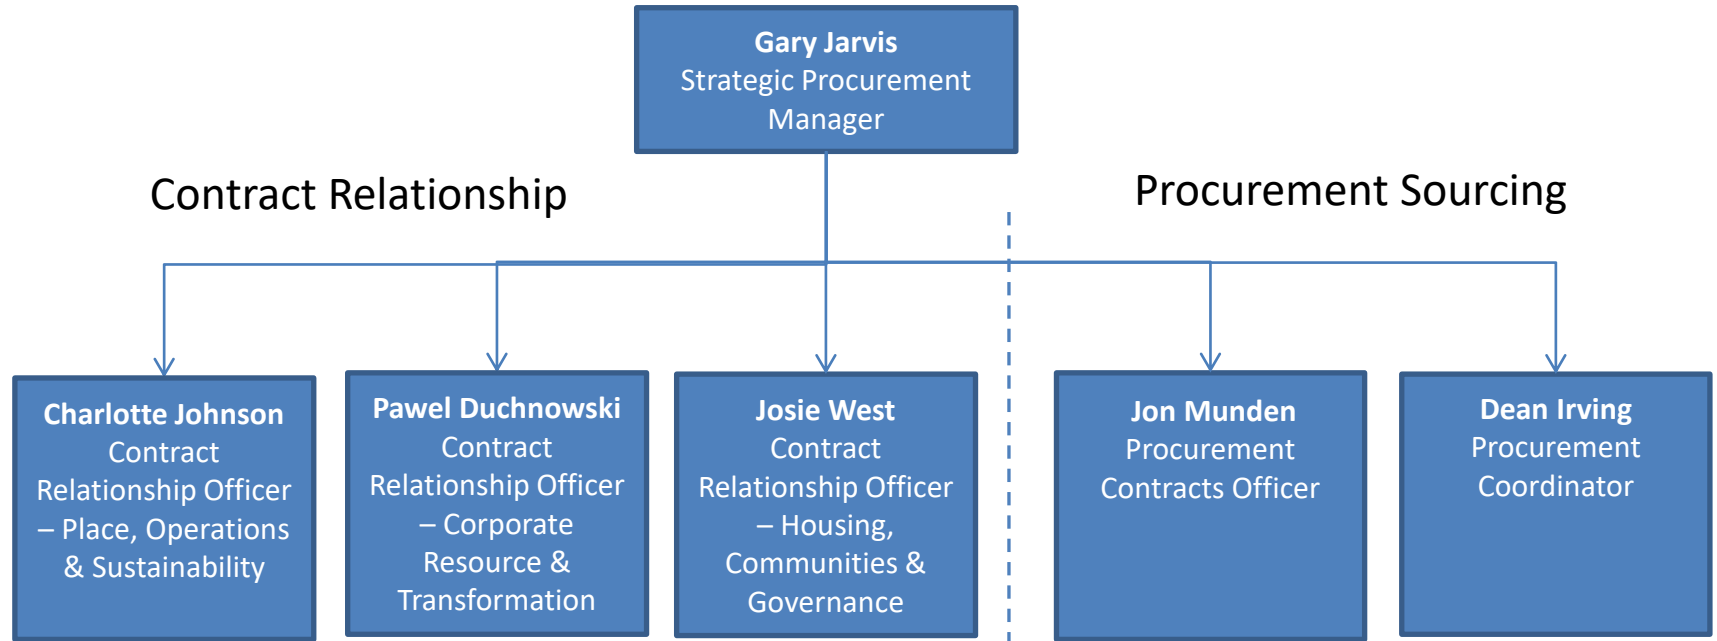 Gary Jarvis
Strategic Procurement
Manager
Contract Relationship
Procurement Sourcing
Charlotte Johnson
Contract
Relationship Officer
– Place, Operations
& Sustainability
Pawel Duchnowski
Contract
Relationship Officer
– Corporate
Resource &
Transformation
Josie West
Contract
Relationship Officer
– Housing,
Communities &
Governance
Jon Munden
Procurement
Contracts Officer
Dean Irving
Procurement
Coordinator